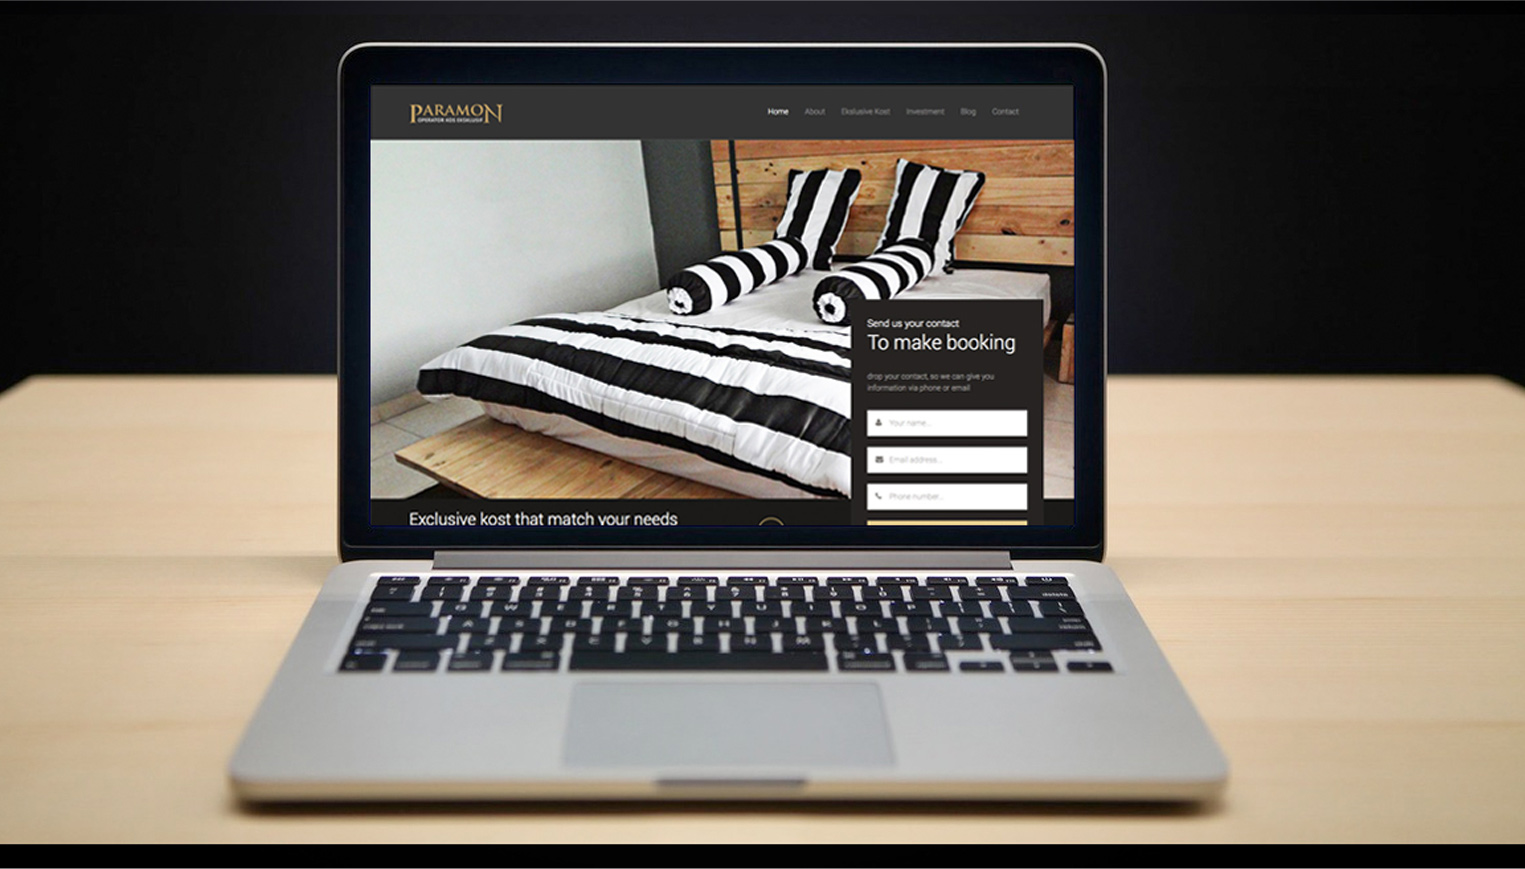 PARAMON
OPERATOR KOS EKSKLUSIF
Home About Ekslusive Kost Investment Blog Contact
Send us your contact
To make booking
drop your contact, so we can give you
information via phone or email
Your name...
Email address...
Phone number...
Exclusive kost that match your needs